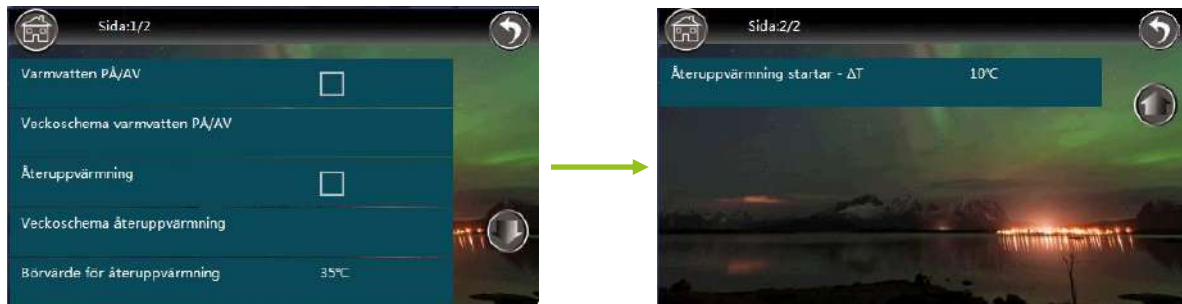 Sida:1/2
Varmvatten PÅ/AV
Veckoschema varmvatten PÅ/AV
Återuppvärmning
Veckoschema återuppvärmning
Börvärde för återuppvärmning 35℃
Sida:2/2
Återuppvärmning startar - ΔT 10℃